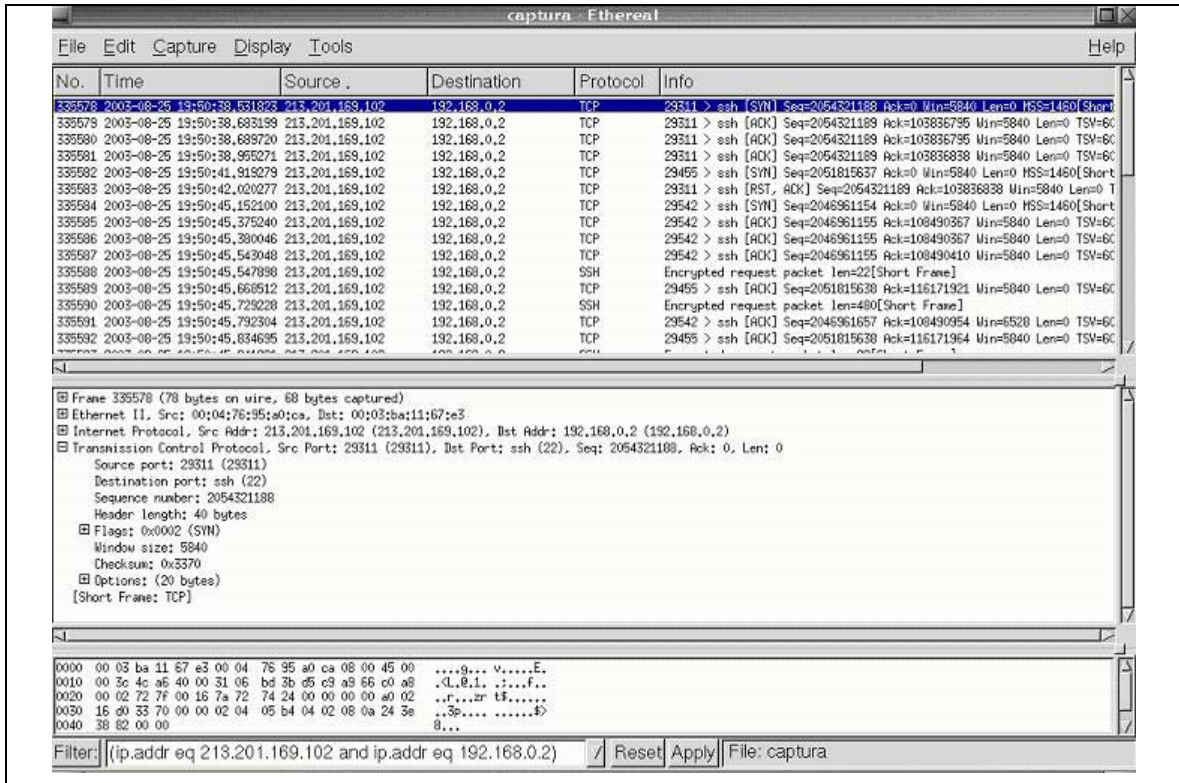 captura - Ethereal
File Edit Capture Display Tools Help
No. Time Source . Destination Protocol Info
335578 2003-08-25 19:50:38.531823 213.201.169.102 192.168.0.2 TCP 29311 > ssh [SYN] Seq=2054321188 Ack=0 Win=5840 Len=0 MSS=1460[Short
335579 2003-08-25 19:50:38.683199 213.201.169.102 192.168.0.2 TCP 29311 > ssh [ACK] Seq=2054321189 Ack=103836795 Win=5840 Len=0 TSV=60
335580 2003-08-25 19:50:38.689720 213.201.169.102 192.168.0.2 TCP 29311 > ssh [ACK] Seq=2054321189 Ack=103836795 Win=5840 Len=0 TSV=60
335581 2003-08-25 19:50:38.955271 213.201.169.102 192.168.0.2 TCP 29311 > ssh [ACK] Seq=2054321189 Ack=103836838 Win=5840 Len=0 TSV=60
335582 2003-08-25 19:50:41.919279 213.201.169.102 192.168.0.2 TCP 29455 > ssh [SYN] Seq=2051815637 Ack=0 Win=5840 Len=0 MSS=1460[Short
335583 2003-08-25 19:50:42.020277 213.201.169.102 192.168.0.2 TCP 29311 > ssh [RST, ACK] Seq=2054321189 Ack=103836838 Win=5840 Len=0 T
335584 2003-08-25 19:50:45.152100 213.201.169.102 192.168.0.2 TCP 29542 > ssh [SYN] Seq=2046961154 Ack=0 Win=5840 Len=0 MSS=1460[Short
335585 2003-08-25 19:50:45.375240 213.201.169.102 192.168.0.2 TCP 29542 > ssh [ACK] Seq=2046961155 Ack=108490367 Win=5840 Len=0 TSV=60
335586 2003-08-25 19:50:45.380046 213.201.169.102 192.168.0.2 TCP 29542 > ssh [ACK] Seq=2046961155 Ack=108490367 Win=5840 Len=0 TSV=60
335587 2003-08-25 19:50:45.543048 213.201.169.102 192.168.0.2 TCP 29542 > ssh [ACK] Seq=2046961155 Ack=108490410 Win=5840 Len=0 TSV=60
335588 2003-08-25 19:50:45.547898 213.201.169.102 192.168.0.2 SSH Encrypted request packet len=22[Short Frame]
335589 2003-08-25 19:50:45.668512 213.201.169.102 192.168.0.2 TCP 29455 > ssh [ACK] Seq=2051815638 Ack=116171921 Win=5840 Len=0 TSV=60
335590 2003-08-25 19:50:45.729228 213.201.169.102 192.168.0.2 SSH Encrypted request packet len=480[Short Frame]
335591 2003-08-25 19:50:45.792304 213.201.169.102 192.168.0.2 TCP 29542 > ssh [ACK] Seq=2046961657 Ack=108490954 Win=6528 Len=0 TSV=60
335592 2003-08-25 19:50:45.834695 213.201.169.102 192.168.0.2 TCP 29455 > ssh [ACK] Seq=2051815638 Ack=116171964 Win=5840 Len=0 TSV=60
Frame 335578 (78 bytes on wire, 68 bytes captured)
Ethernet II, Src: 00:04:76:95:a0:ca, Dst: 00:03:ba:11:67:e3
Internet Protocol, Src Addr: 213.201.169.102 (213.201.169.102), Dst Addr: 192.168.0.2 (192.168.0.2)
Transmission Control Protocol, Src Port: 29311 (29311), Dst Port: ssh (22), Seq: 2054321188, Ack: 0, Len: 0
Source port: 29311 (29311)
Destination port: ssh (22)
Sequence number: 2054321188
Header length: 40 bytes
Flags: 0x0002 (SYN)
Window size: 5840
Checksum: 0x3370
Options: (20 bytes)
[Short Frame: TCP]
0000 00 03 ba 11 67 e3 00 04 76 95 a0 ca 08 00 45 00 ....g... v.....E.
0010 00 3c 4c a6 40 00 31 06 bd 3b d5 c9 a9 66 c0 a8 .<L.@.1. .;...f..
0020 00 02 72 7f 00 16 7a 72 74 24 00 00 00 00 a0 02 ..r...zr t$......
0030 16 d0 33 70 00 00 02 04 05 b4 04 02 08 0a 24 3e ..3p.... ......$>
0040 38 82 00 00 8...
Filter: (ip.addr eq 213.201.169.102 and ip.addr eq 192.168.0.2) Reset Apply File: captura